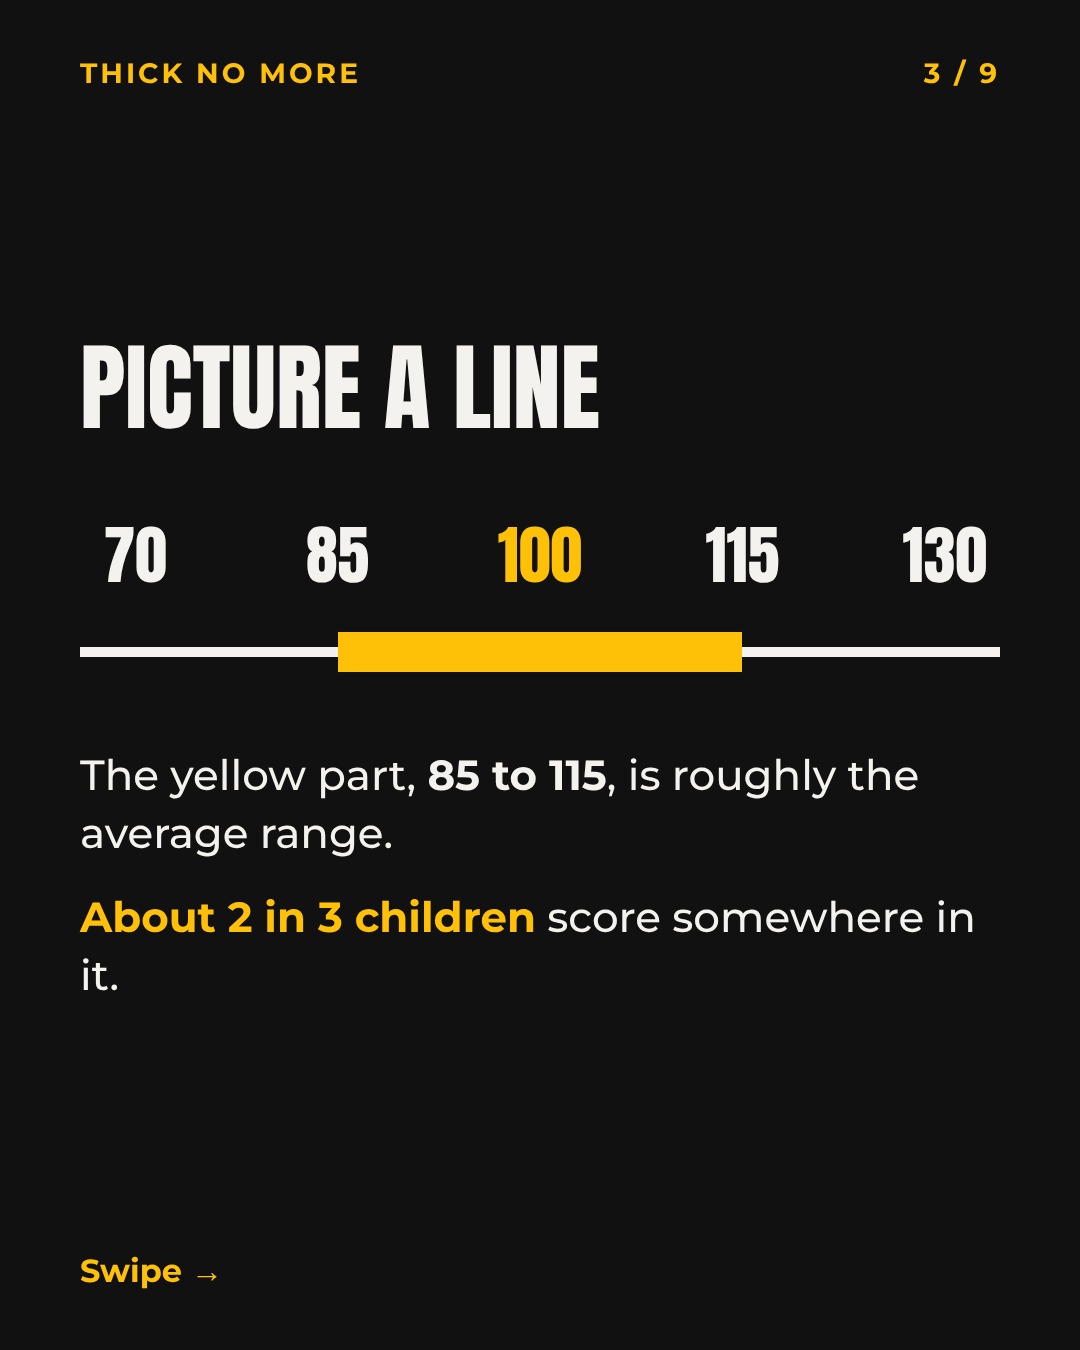 THICK NO MORE
3 / 9
PICTURE A LINE
70 85 100 115 130
The yellow part, 85 to 115, is roughly the
average range.
About 2 in 3 children score somewhere in
it.
Swipe →